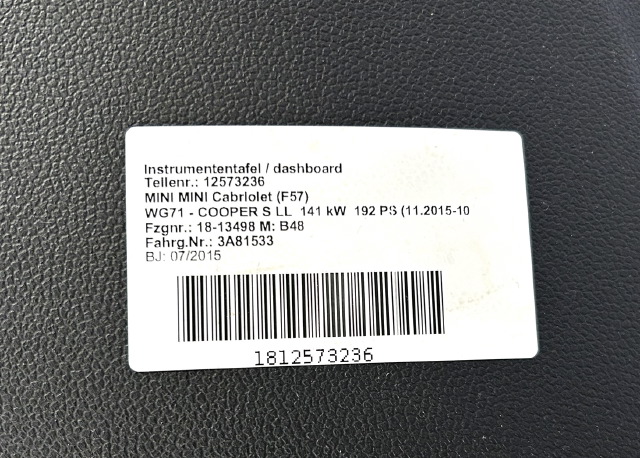 Instrumententafel / dashboard
Teilenr.: 12573236
MINI MINI Cabriolet (F57)
WG71 - COOPER S LL 141 kW 192 PS (11.2015-10
Fzgnr.: 18-13498 M: B48
Fahrg.Nr.: 3A81533
BJ: 07/2015
1812573236